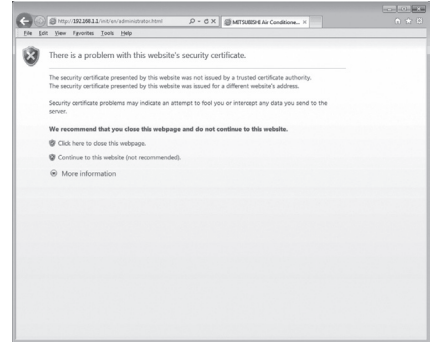 http://192.168.1.1/init/en/administrator.html
MITSUBISHI Air Conditione...
File Edit View Favorites Tools Help
There is a problem with this website's security certificate.
The security certificate presented by this website was not issued by a trusted certificate authority.
The security certificate presented by this website was issued for a different website's address.
Security certificate problems may indicate an attempt to fool you or intercept any data you send to the
server.
We recommend that you close this webpage and do not continue to this website.
Click here to close this webpage.
Continue to this website (not recommended).
More information